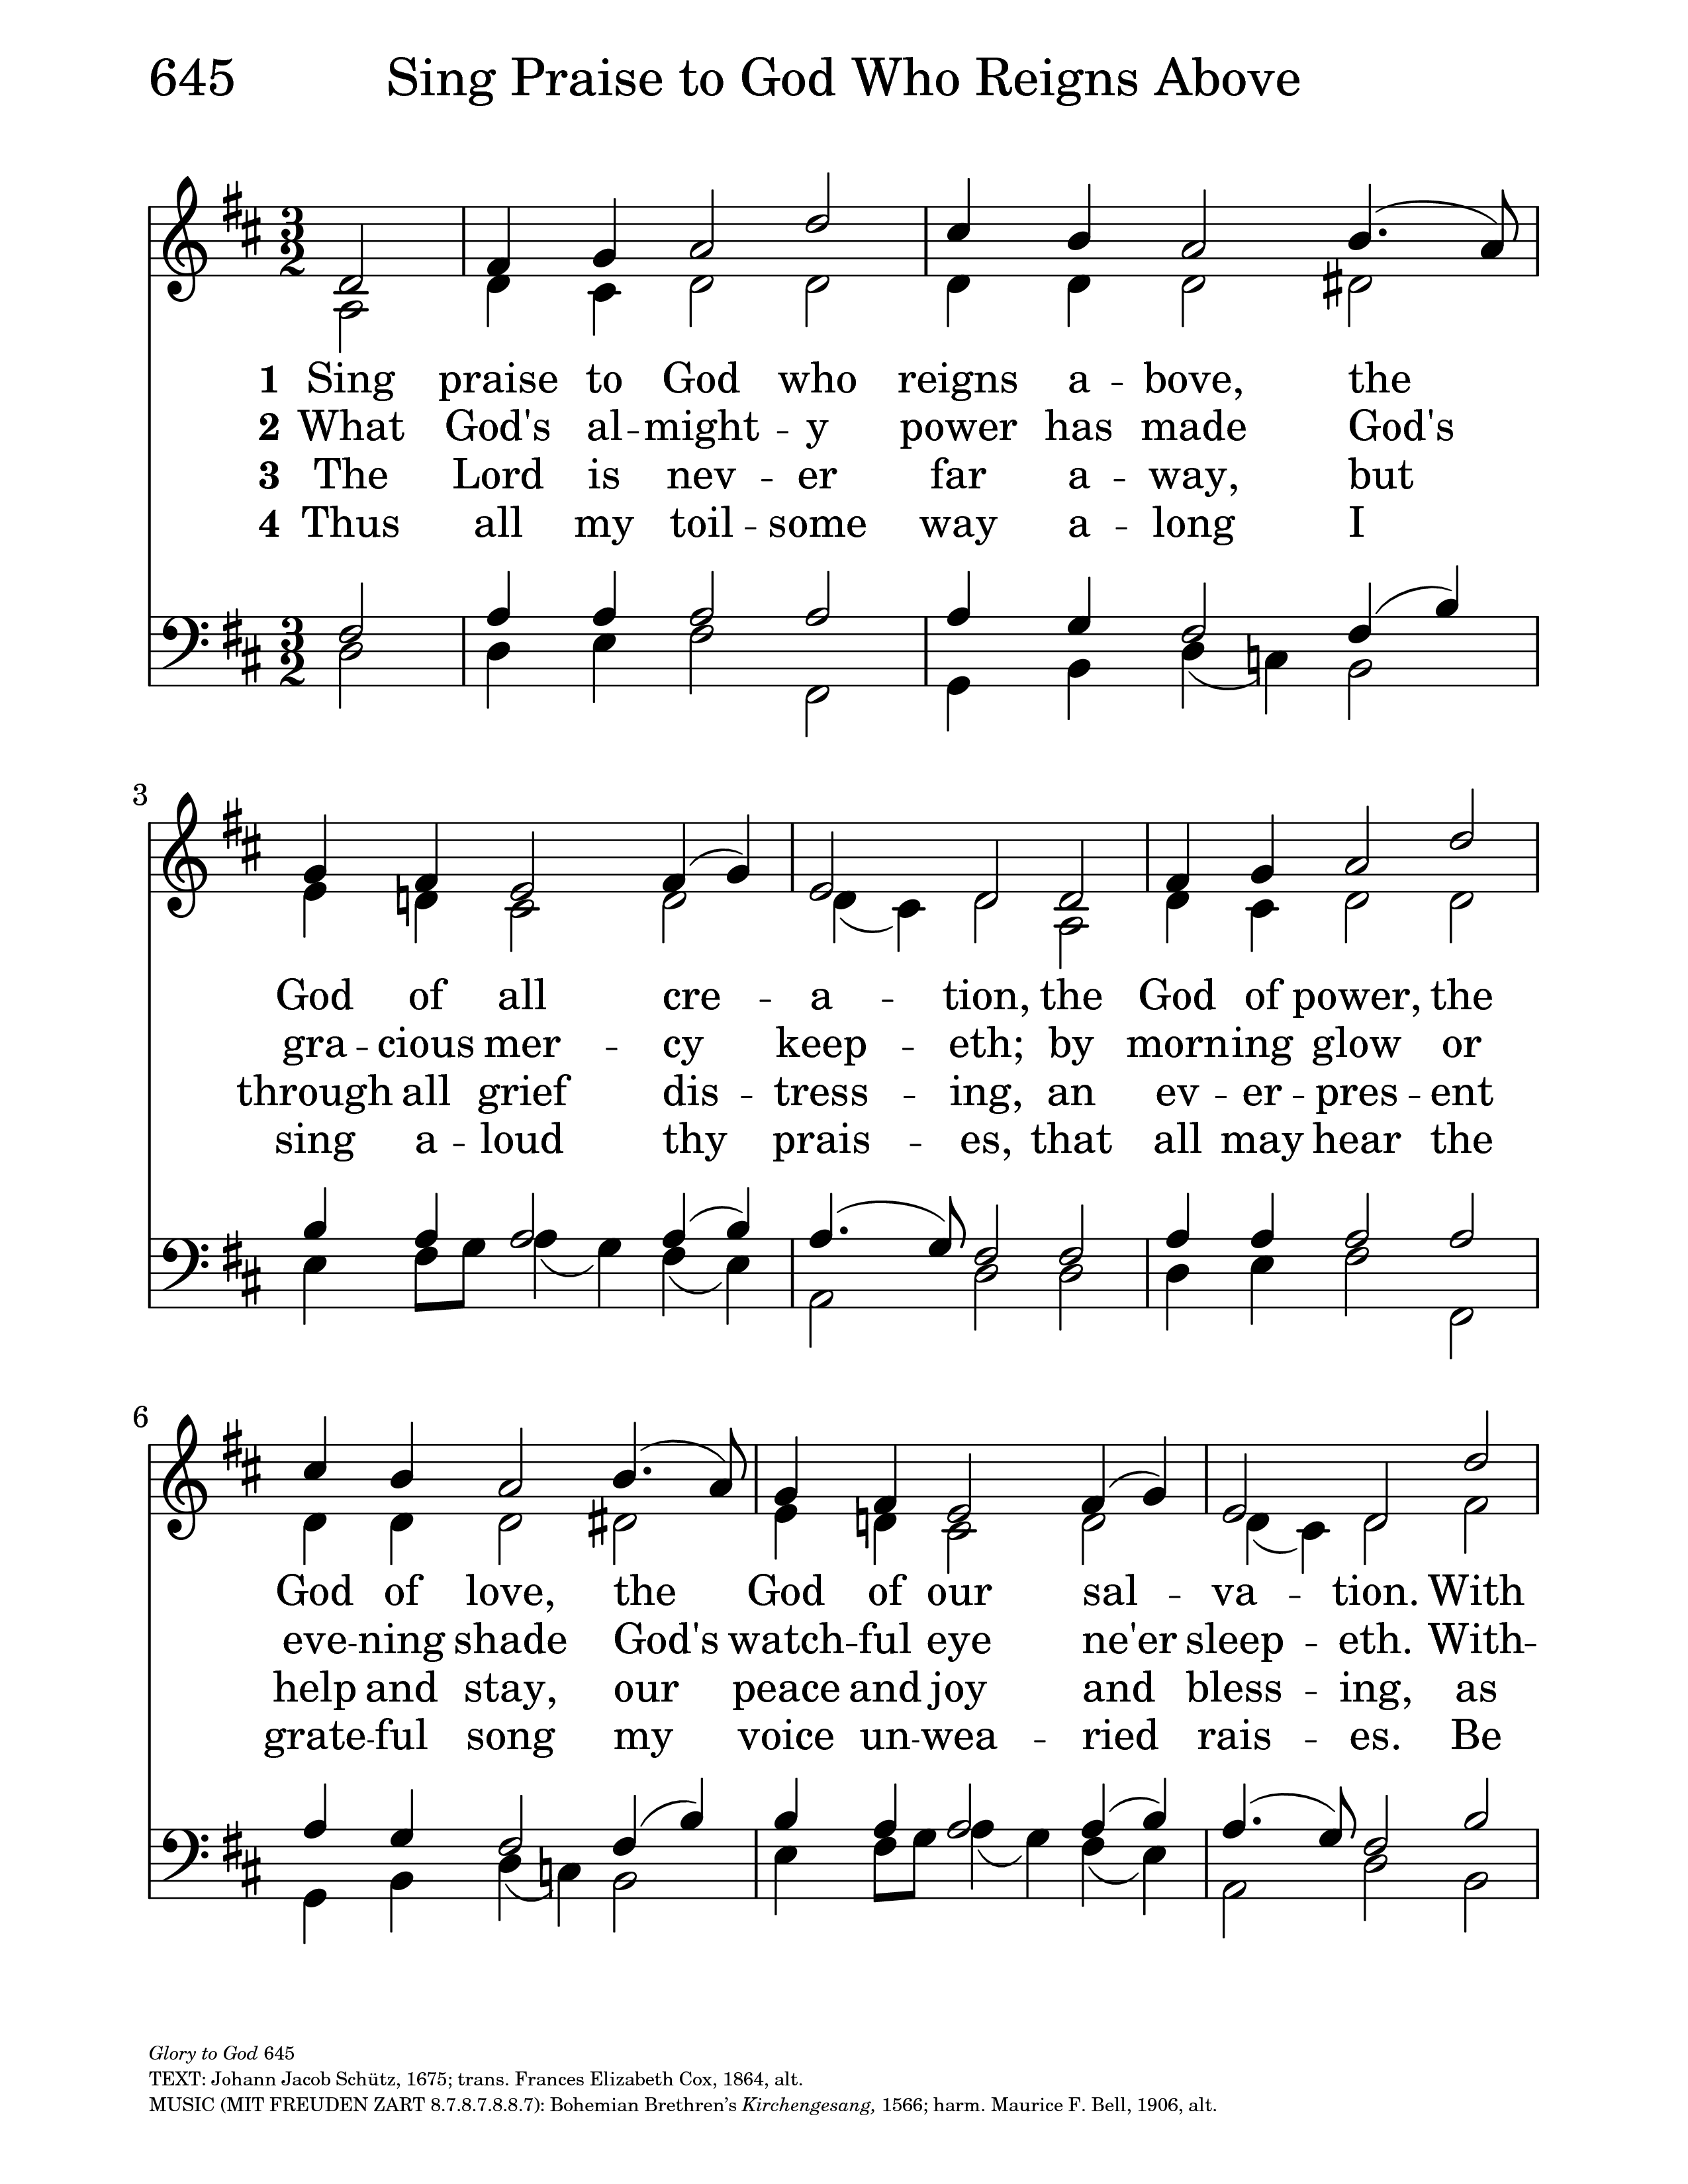 645 Sing Praise to God Who Reigns Above
3
2
1 Sing praise to God who reigns a -- bove, the
2 What God's al -- might -- y power has made God's
3 The Lord is nev -- er far a -- way, but
4 Thus all my toil -- some way a -- long I
3
2
3
God of all cre -- a -- tion, the God of power, the
gra -- cious mer -- cy keep -- eth; by morning glow or
through all grief dis -- tress -- ing, an ev -- er -- pres -- ent
sing a -- loud thy prais -- es, that all may hear the
6
God of love, the God of our sal -- va -- tion. With
eve -- ning shade God's watch -- ful eye ne'er sleep -- eth. With --
help and stay, our peace and joy and bless -- ing, as
grate -- ful song my voice un -- wea -- ried rais -- es. Be
Glory to God 645
TEXT: Johann Jacob Schütz, 1675; trans. Frances Elizabeth Cox, 1864, alt.
MUSIC (MIT FREUDEN ZART 8.7.8.7.8.8.7): Bohemian Brethren’s Kirchengesang, 1566; harm. Maurice F. Bell, 1906, alt.